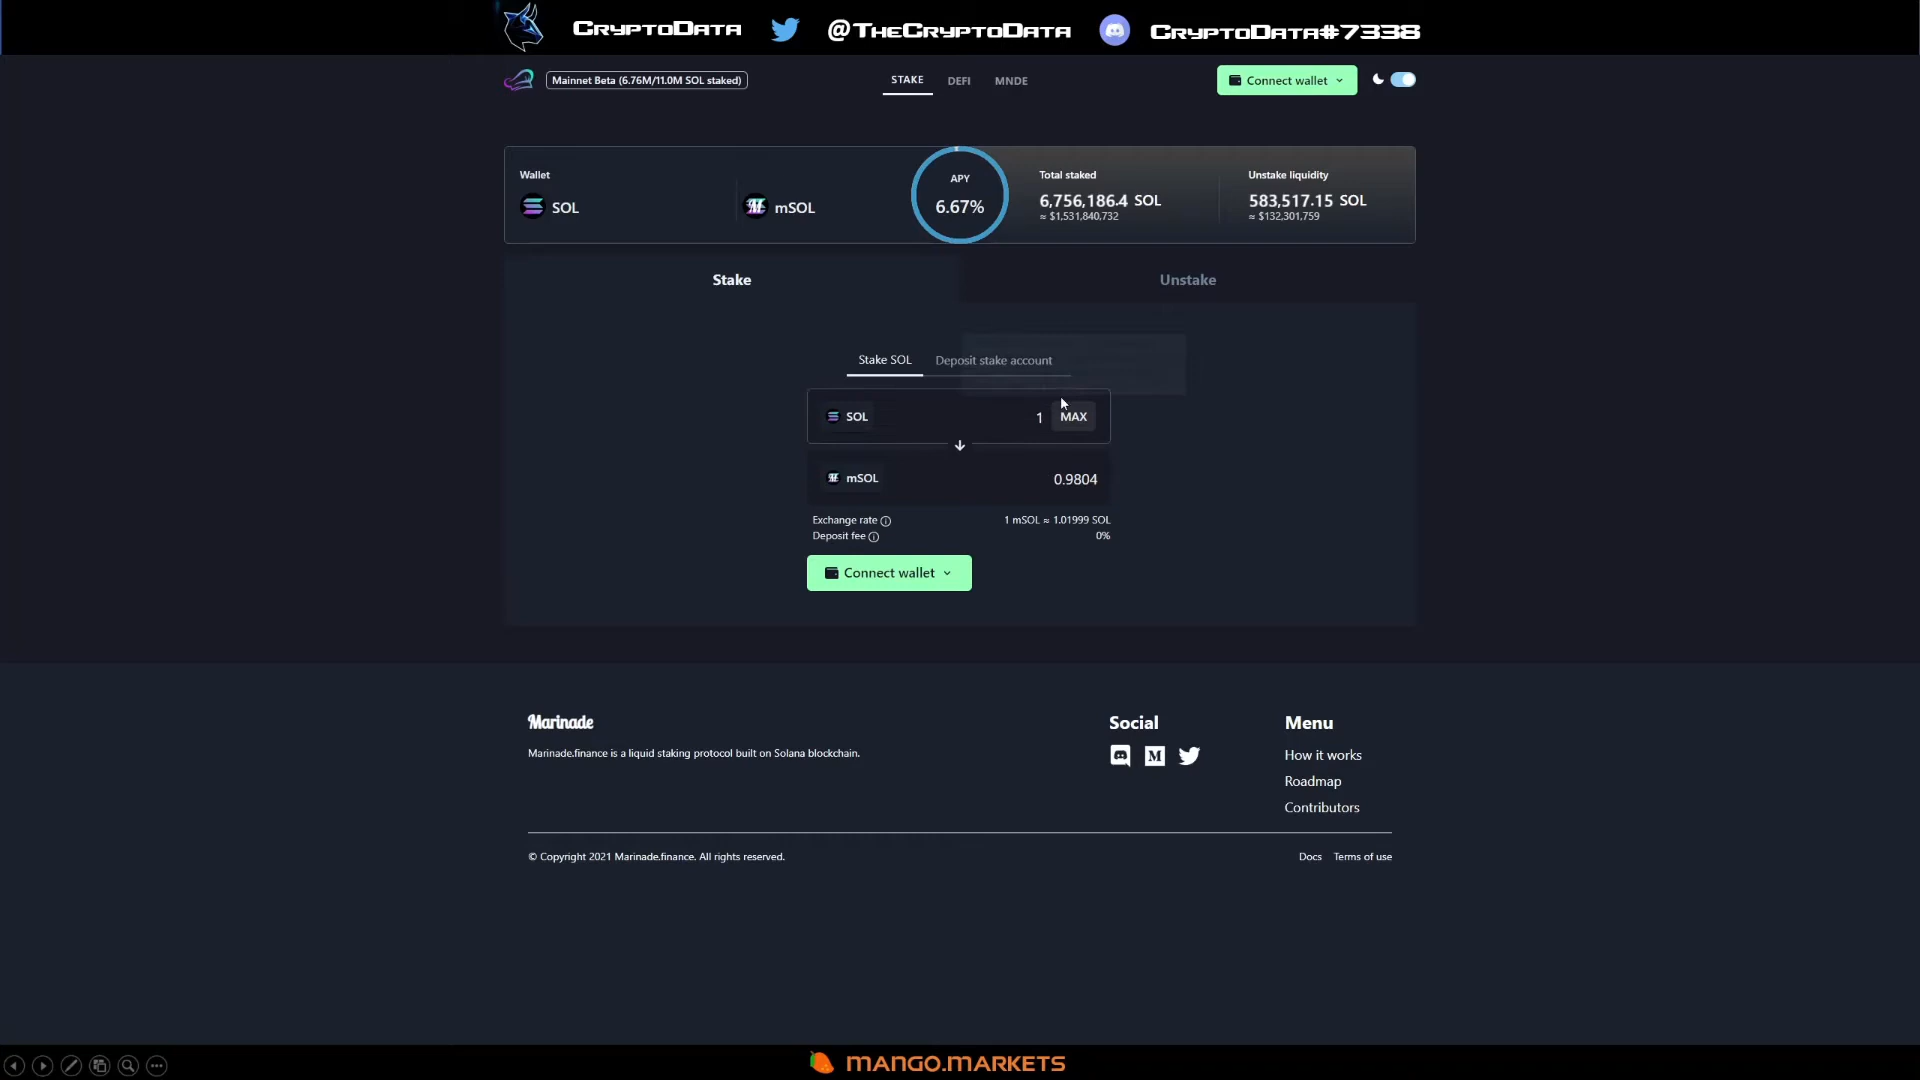 CryptoData @TheCryptoData CryptoData#7338
Mainnet Beta (6.76M/11.0M SOL staked) STAKE DEFI MNDE Connect wallet
Wallet
SOL
mSOL
APY
6.67%
Total staked
6,756,186.4 SOL
≈ $1,531,840,732
Unstake liquidity
583,517.15 SOL
≈ $132,301,759
Stake Unstake
Stake SOL Deposit stake account
SOL 1 MAX
mSOL 0.9804
Exchange rate 1 mSOL ≈ 1.01999 SOL
Deposit fee 0%
Connect wallet
Marinade
Marinade.finance is a liquid staking protocol built on Solana blockchain.
Social
Menu
How it works
Roadmap
Contributors
© Copyright 2021 Marinade.finance. All rights reserved.
Docs Terms of use
MANGO.MARKETS